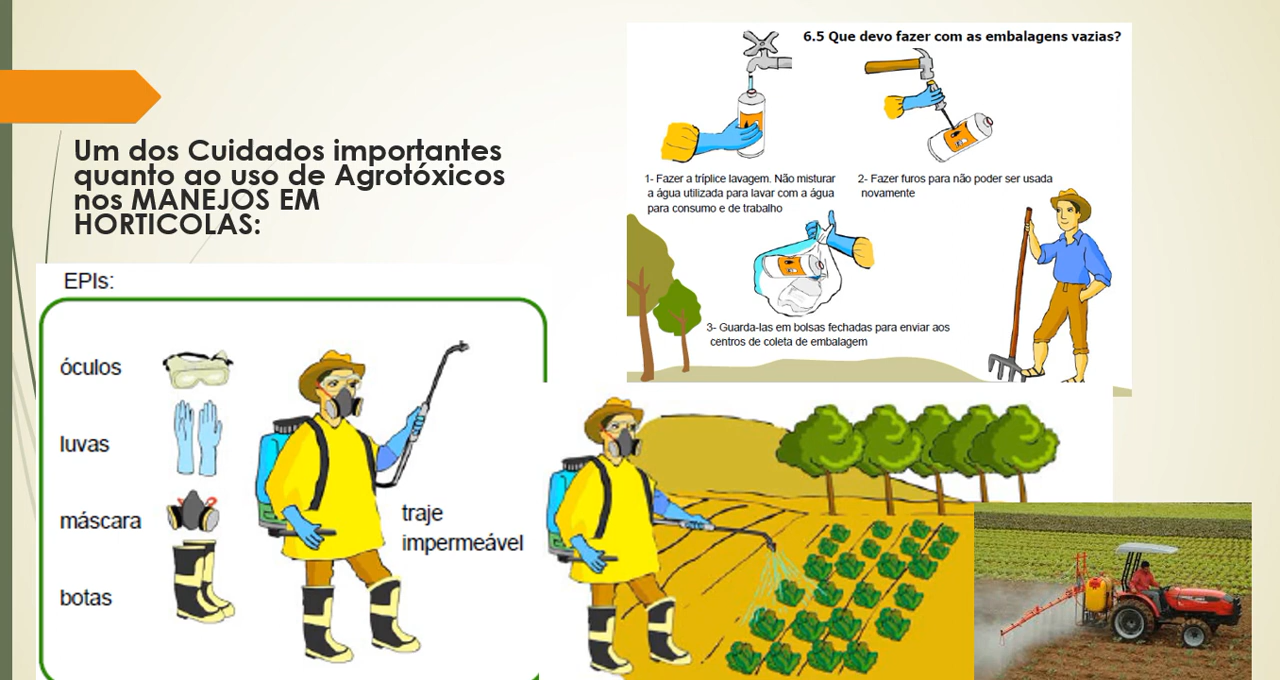 Um dos Cuidados importantes
quanto ao uso de Agrotóxicos
nos MANEJOS EM
HORTICOLAS:
EPIs:
óculos
luvas
máscara
botas
traje
impermeável
6.5 Que devo fazer com as embalagens vazias?
1- Fazer a tríplice lavagem. Não misturar
a água utilizada para lavar com a água
para consumo e de trabalho
2- Fazer furos para não poder ser usada
novamente
3- Guarda-las em bolsas fechadas para enviar aos
centros de coleta de embalagem